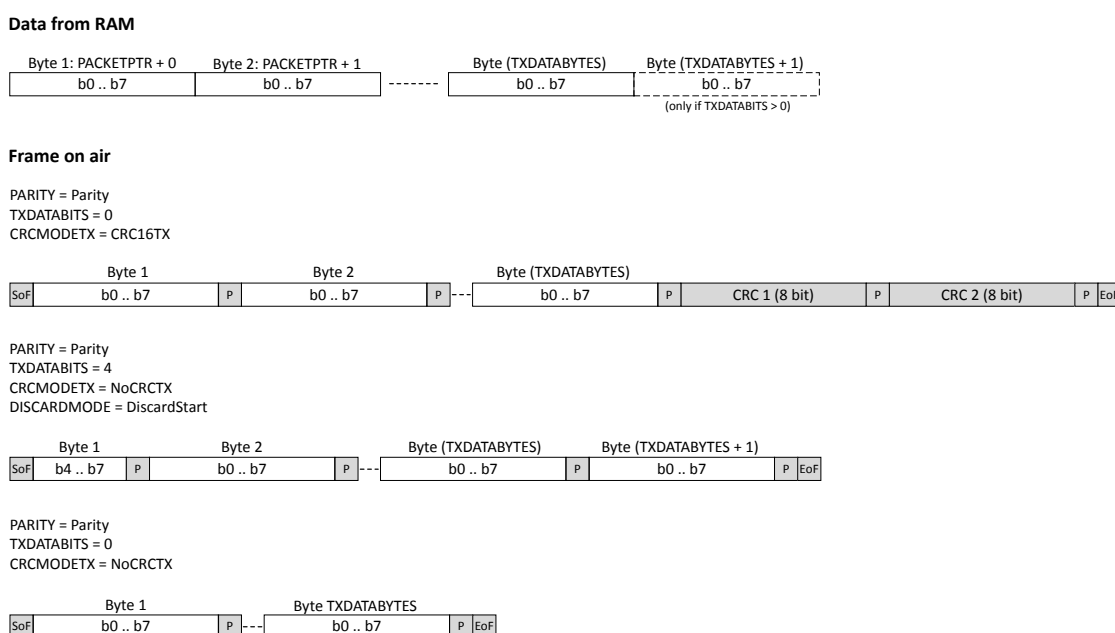 Data from RAM
Byte 1: PACKETPTR + 0 Byte 2: PACKETPTR + 1 Byte (TXDATABYTES) Byte (TXDATABYTES + 1)
b0 .. b7 b0 .. b7 b0 .. b7 b0 .. b7
(only if TXDATABITS > 0)
Frame on air
PARITY = Parity
TXDATABITS = 0
CRCMODETX = CRC16TX
Byte 1 Byte 2 Byte (TXDATABYTES)
SoF b0 .. b7 P b0 .. b7 P b0 .. b7 P CRC 1 (8 bit) P CRC 2 (8 bit) P EoF
PARITY = Parity
TXDATABITS = 4
CRCMODETX = NoCRCTX
DISCARDMODE = DiscardStart
Byte 1 Byte 2 Byte (TXDATABYTES) Byte (TXDATABYTES + 1)
SoF b4 .. b7 P b0 .. b7 P b0 .. b7 P b0 .. b7 P EoF
PARITY = Parity
TXDATABITS = 0
CRCMODETX = NoCRCTX
Byte 1 Byte TXDATABYTES
SoF b0 .. b7 P b0 .. b7 P EoF